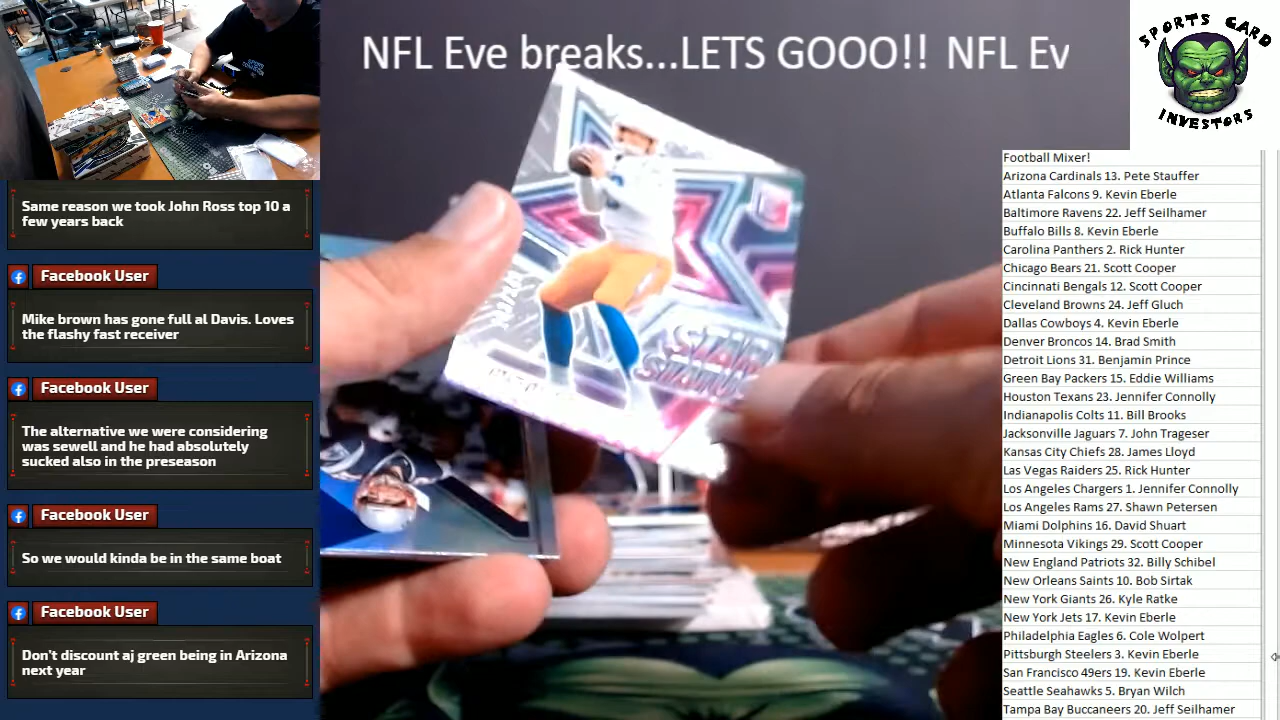 NFL Eve breaks...LETS GOOO!! NFL Ev
SPORTS CARD
INVESTORS
Same reason we took John Ross top 10 a
few years back
Facebook User
Mike brown has gone full al Davis. Loves
the flashy fast receiver
Facebook User
The alternative we were considering
was sewell and he had absolutely
sucked also in the preseason
Facebook User
So we would kinda be in the same boat
Facebook User
Don't discount aj green being in Arizona
next year
Football Mixer!
Arizona Cardinals 13. Pete Stauffer
Atlanta Falcons 9. Kevin Eberle
Baltimore Ravens 22. Jeff Seilhamer
Buffalo Bills 8. Kevin Eberle
Carolina Panthers 2. Rick Hunter
Chicago Bears 21. Scott Cooper
Cincinnati Bengals 12. Scott Cooper
Cleveland Browns 24. Jeff Gluch
Dallas Cowboys 4. Kevin Eberle
Denver Broncos 14. Brad Smith
Detroit Lions 31. Benjamin Prince
Green Bay Packers 15. Eddie Williams
Houston Texans 23. Jennifer Connolly
Indianapolis Colts 11. Bill Brooks
Jacksonville Jaguars 7. John Trageser
Kansas City Chiefs 28. James Lloyd
Las Vegas Raiders 25. Rick Hunter
Los Angeles Chargers 1. Jennifer Connolly
Los Angeles Rams 27. Shawn Petersen
Miami Dolphins 16. David Shuart
Minnesota Vikings 29. Scott Cooper
New England Patriots 32. Billy Schibel
New Orleans Saints 10. Bob Sirtak
New York Giants 26. Kyle Ratke
New York Jets 17. Kevin Eberle
Philadelphia Eagles 6. Cole Wolpert
Pittsburgh Steelers 3. Kevin Eberle
San Francisco 49ers 19. Kevin Eberle
Seattle Seahawks 5. Bryan Wilch
Tampa Bay Buccaneers 20. Jeff Seilhamer